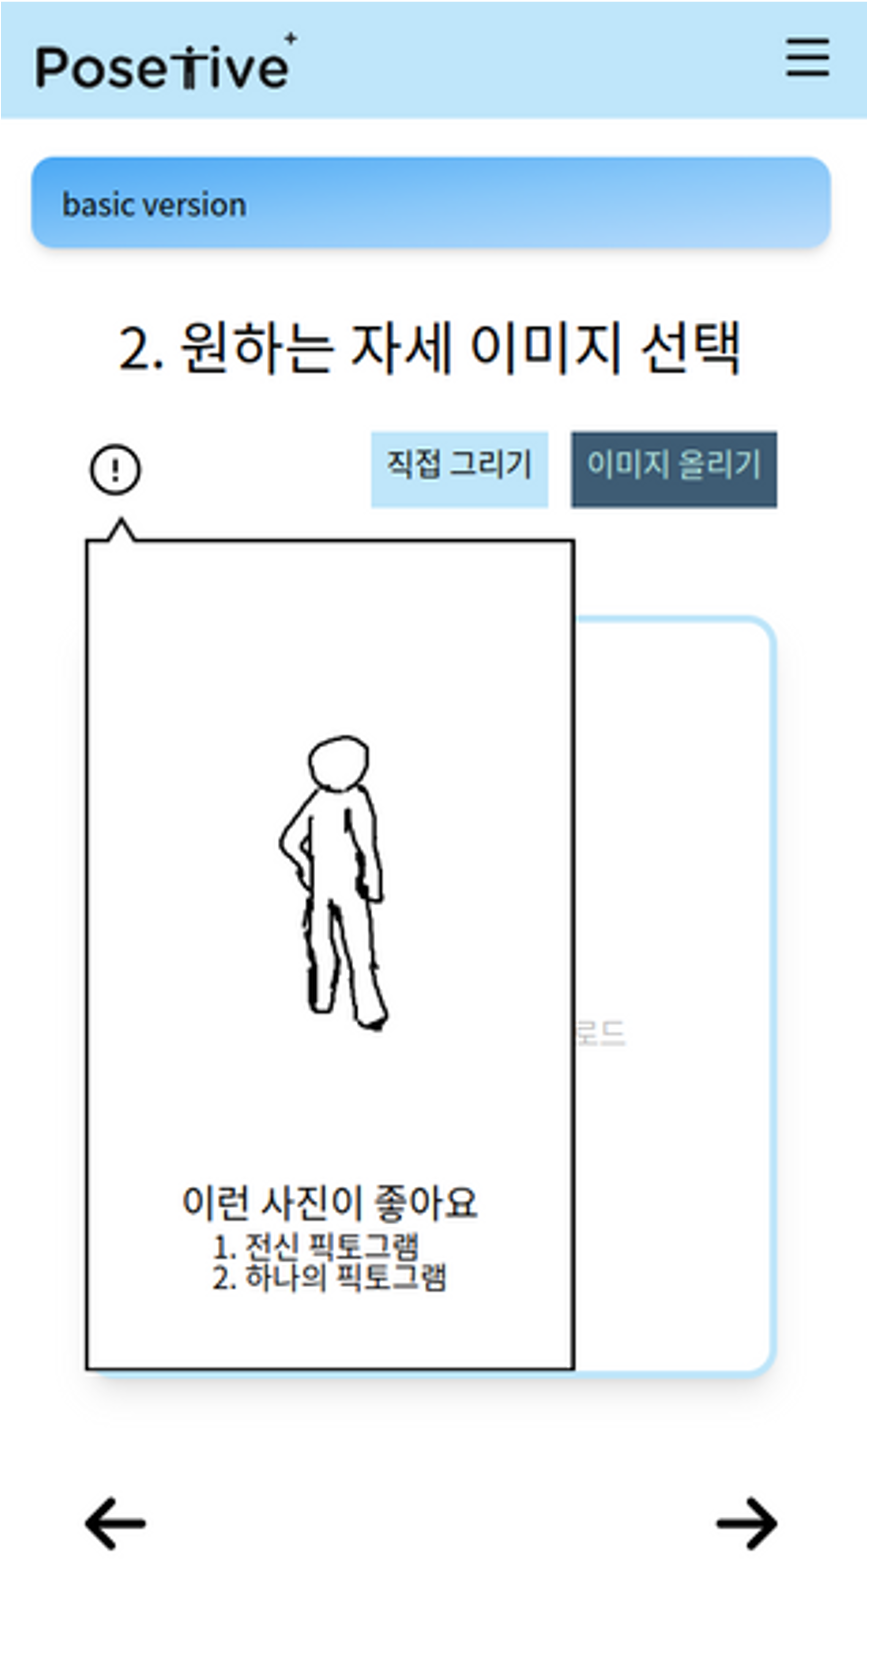 Posetive+
basic version
2. 원하는 자세 이미지 선택
직접 그리기
이미지 올리기
로드
이런 사진이 좋아요
1. 전신 픽토그램
2. 하나의 픽토그램